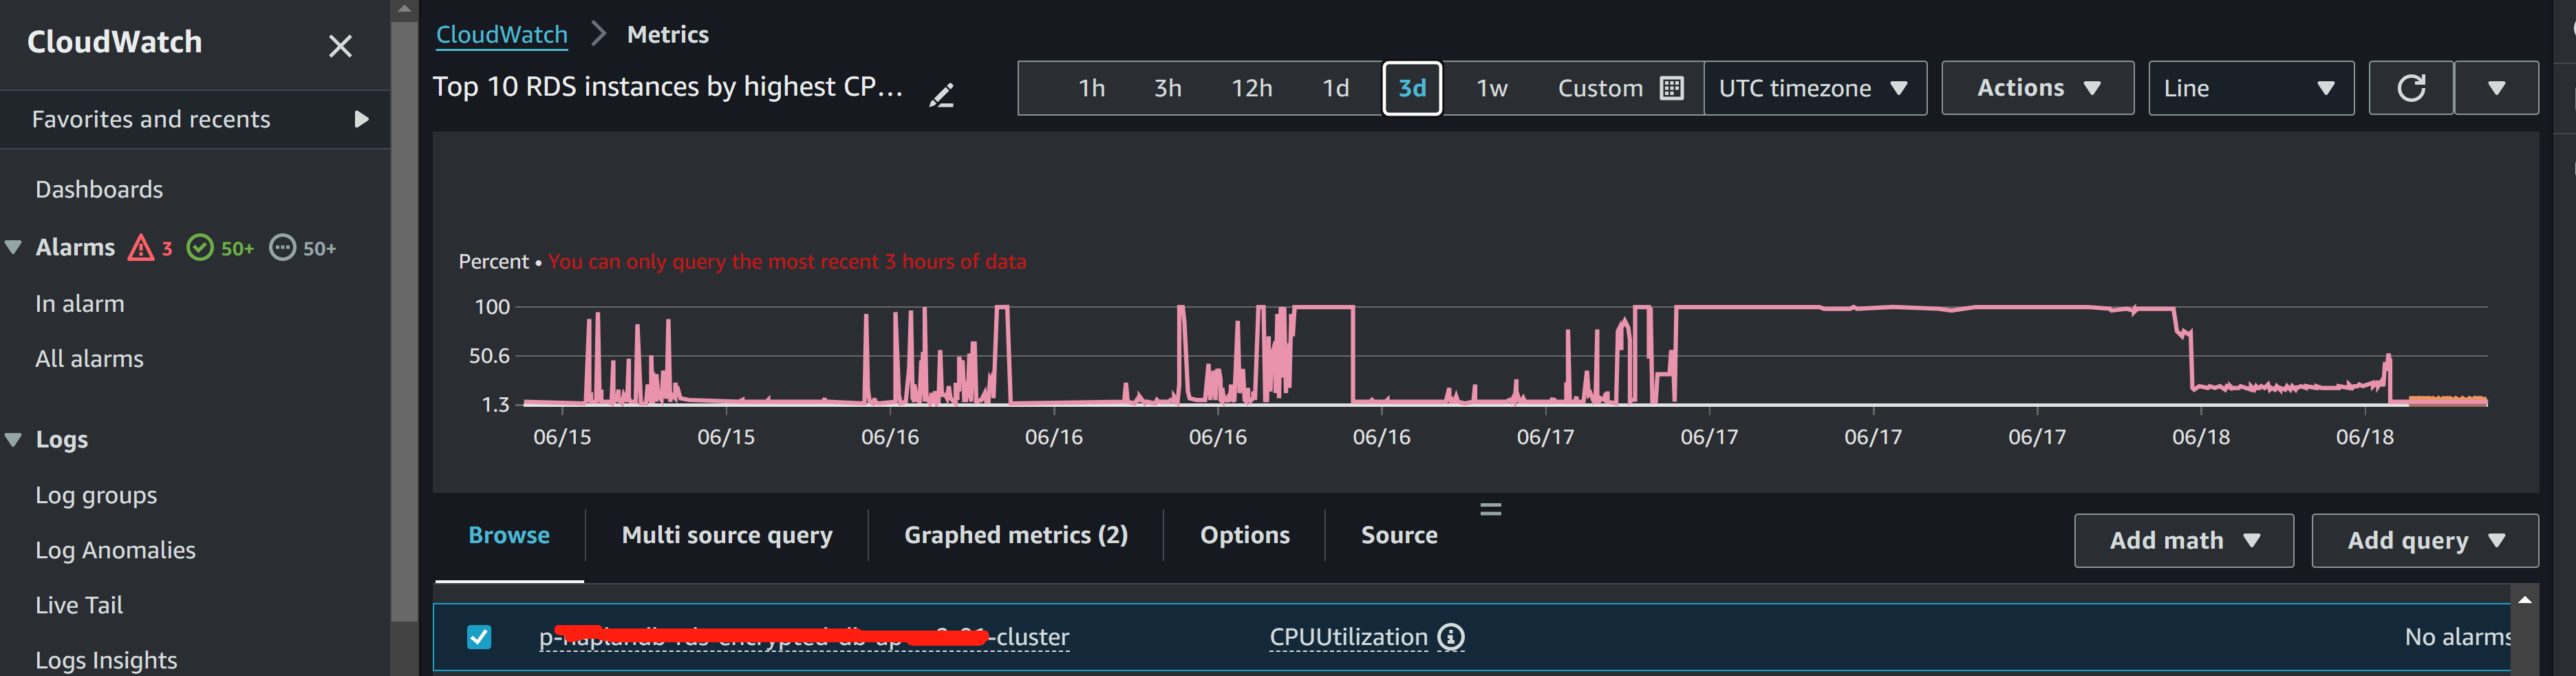 CloudWatch
Favorites and recents
Dashboards
Alarms 3 50+ 50+
In alarm
All alarms
Logs
Log groups
Log Anomalies
Live Tail
Logs Insights
CloudWatch > Metrics
Top 10 RDS instances by highest CP...
1h 3h 12h 1d 3d 1w Custom UTC timezone Actions Line
Percent • You can only query the most recent 3 hours of data
100
50.6
1.3
06/15 06/15 06/16 06/16 06/16 06/16 06/17 06/17 06/17 06/17 06/18 06/18
Browse Multi source query Graphed metrics (2) Options Source Add math Add query
-cluster CPUUtilization No alarms